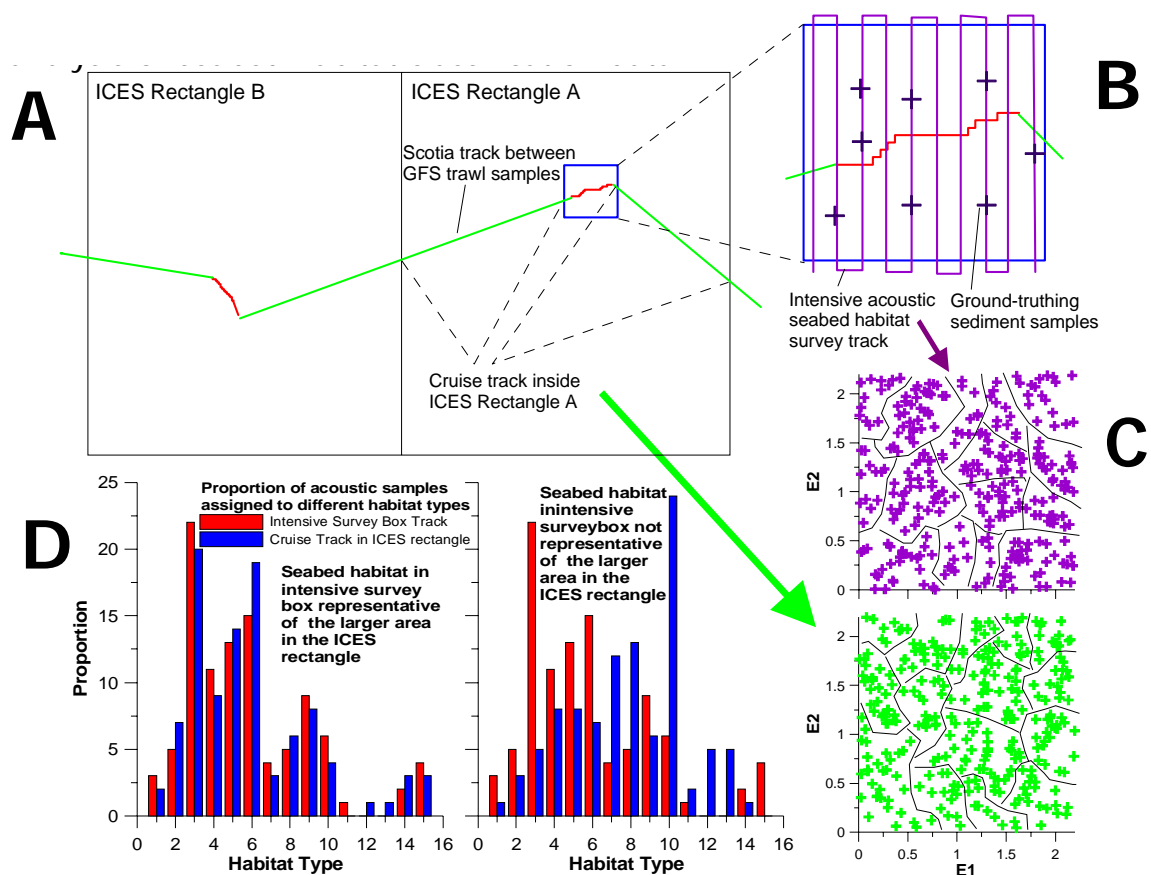 A
ICES Rectangle B
ICES Rectangle A
Scotia track between
GFS trawl samples
Cruise track inside
ICES Rectangle A
B
Intensive acoustic
seabed habitat
survey track
Ground-truthing
sediment samples
C
E2
2
1.5
1
0.5
0
E2
2
1.5
1
0.5
0
0 0.5 1 1.5 2
E1
D
Proportion
25
20
15
10
5
0
Proportion of acoustic samples
assigned to different habitat types
Intensive Survey Box Track
Cruise Track in ICES rectangle
Seabed habitat in
intensive survey
box representative
of the larger area
in the ICES
rectangle
0 2 4 6 8 10 12 14 16
Habitat Type
Seabed habitat
inintensive
surveybox not
representative
of the larger
area in the
ICES rectangle
0 2 4 6 8 10 12 14 16
Habitat Type